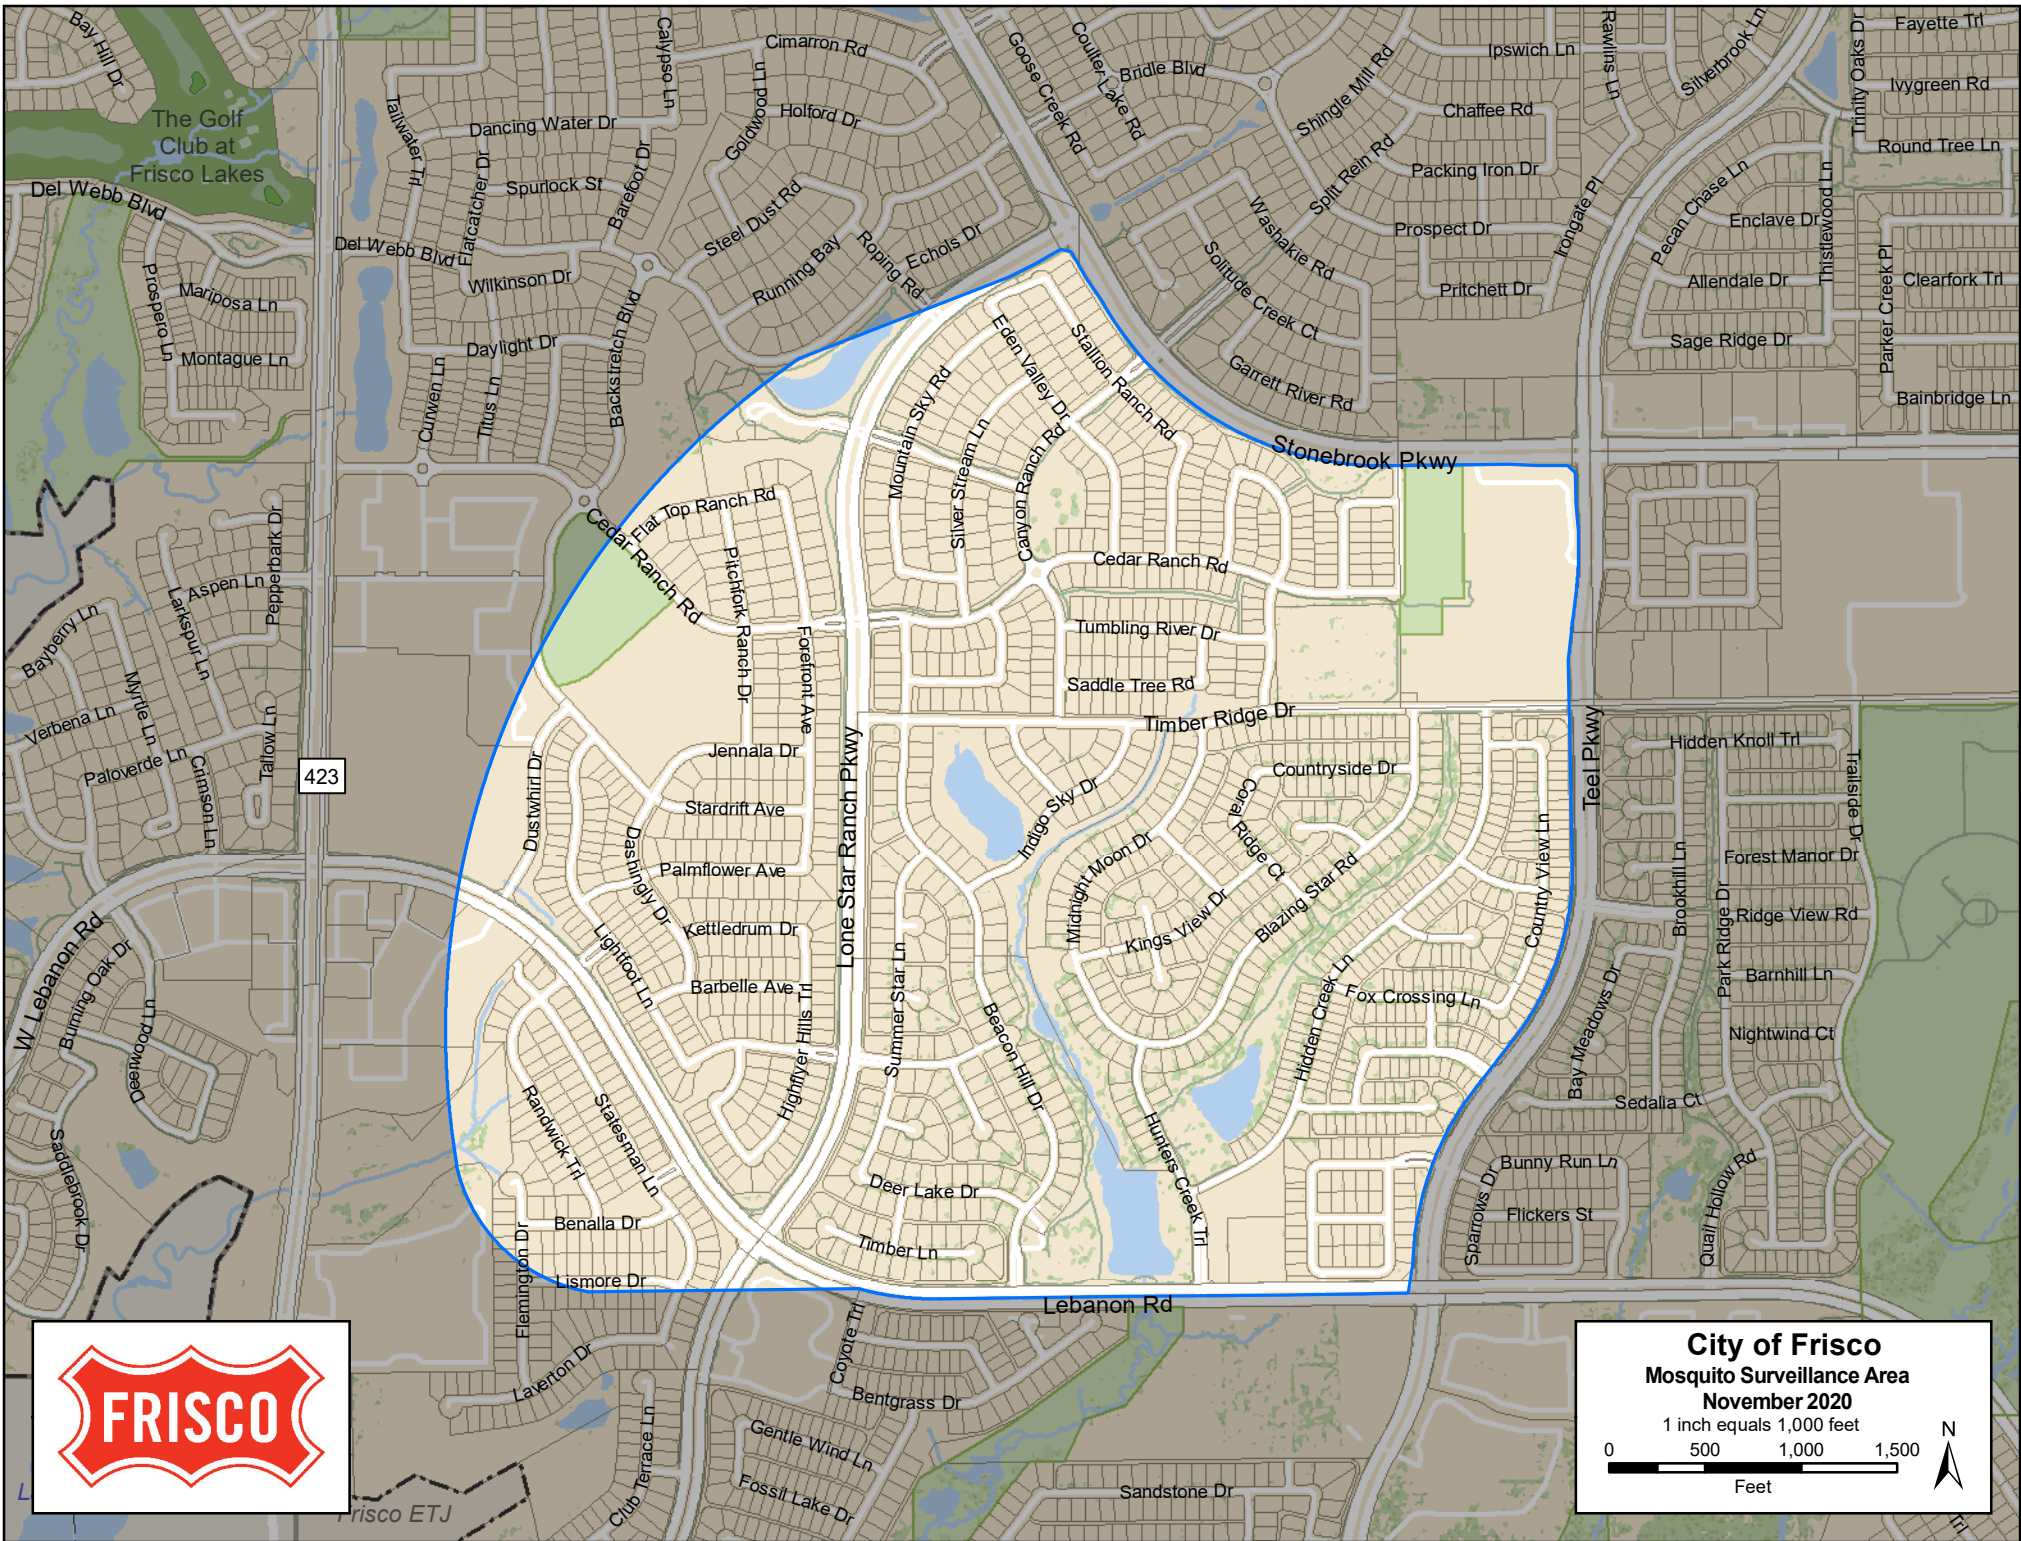 Bay Hill Dr
The Golf
Club at
Frisco Lakes
Del Webb Blvd
Tailwater Trl
Calypso Ln
Cimarron Rd
Goldwood Ln
Holford Dr
Dancing Water Dr
Flatcatcher Dr
Spurlock St
Barefoot Dr
Steel Dust Rd
Running Bay
Roping Rd
Echols Dr
Del Webb Blvd
Wilkinson Dr
Backstretch Blvd
Daylight Dr
Curwen Ln
Titus Ln
Prospero Ln
Mariposa Ln
Montague Ln
Goose Creek Rd
Coulter Lake Rd
Bridle Blvd
Shingle Mill Rd
Split Rein Rd
Washakie Rd
Solitude Creek Ct
Garrett River Rd
Ipswich Ln
Chaffee Rd
Packing Iron Dr
Prospect Dr
Pritchett Dr
Irongate Pl
Rawlins Ln
Silverbrook Ln
Trinity Oaks Dr
Fayette Trl
Ivygreen Rd
Round Tree Ln
Pecan Chase Ln
Enclave Dr
Thistlewood Ln
Allendale Dr
Sage Ridge Dr
Parker Creek Pl
Clearfork Trl
Bainbridge Ln
Eden Valley Dr
Stallion Ranch Rd
Mountain Sky Rd
Silver Stream Ln
Canyon Ranch Rd
Stonebrook Pkwy
Flat Top Ranch Rd
Cedar Ranch Rd
Pitchfork Ranch Dr
Forefront Ave
Cedar Ranch Rd
Tumbling River Dr
Saddle Tree Rd
Timber Ridge Dr
Pepperbark Dr
Aspen Ln
Larkspur Ln
Bayberry Ln
Myrtle Ln
Verbena Ln
Paloverde Ln
Crimson Ln
Tallow Ln
423
Jennala Dr
Stardrift Ave
Dustwhirl Dr
Dashingly Dr
Palmflower Ave
Kettledrum Dr
Lightfoot Ln
Barbelle Ave
Highflyer Hills Trl
Lone Star Ranch Pkwy
Indigo Sky Dr
Summer Star Ln
Beacon Hill Dr
Midnight Moon Dr
Kings View Dr
Coral Ridge Ct
Countryside Dr
Blazing Star Rd
Hidden Creek Ln
Fox Crossing Ln
Country View Ln
Teel Pkwy
Hidden Knoll Trl
Trailside Dr
Forest Manor Dr
Brookhill Ln
Park Ridge Dr
Ridge View Rd
Barnhill Ln
Nightwind Ct
Bay Meadows Dr
Sedalia Ct
Bunny Run Ln
Sparrows Dr
Flickers St
Quail Hollow Rd
W Lebanon Rd
Burning Oak Dr
Deerwood Ln
Saddlebrook Dr
Randwick Trl
Statesman Ln
Benalla Dr
Flemington Dr
Lismore Dr
Deer Lake Dr
Timber Ln
Hunters Creek Trl
Lebanon Rd
Laverton Dr
Coyote Trl
Bentgrass Dr
Gentle Wind Ln
Fossil Lake Dr
Club Terrace Ln
Sandstone Dr
Trl
FRISCO
Frisco ETJ
City of Frisco
Mosquito Surveillance Area
November 2020
1 inch equals 1,000 feet
0 500 1,000 1,500
Feet
N